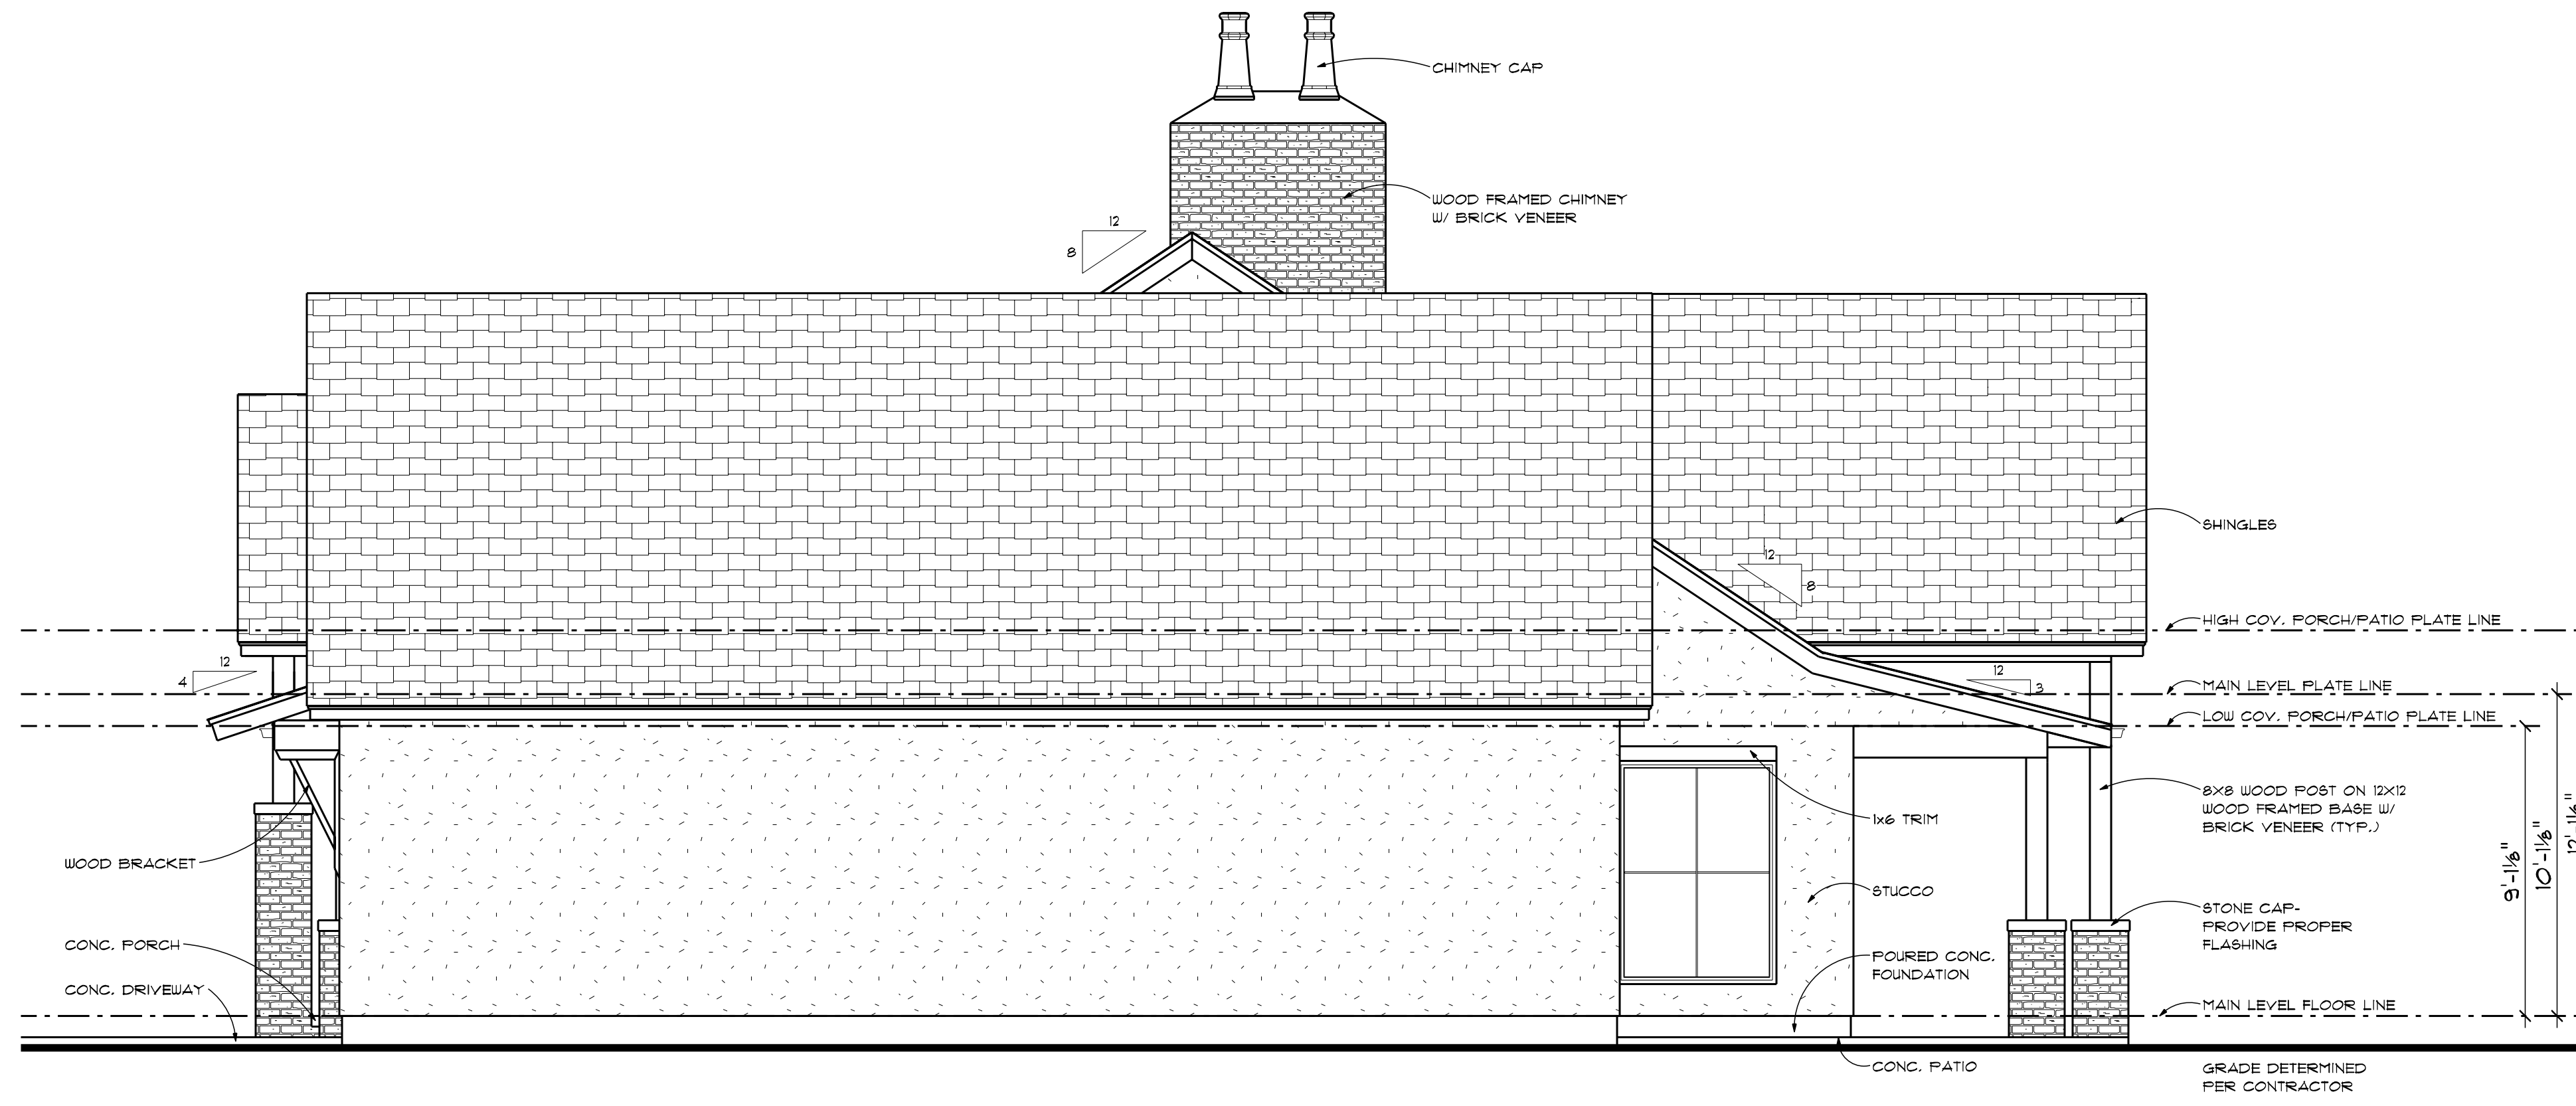 CHIMNEY CAP
WOOD FRAMED CHIMNEY
W/ BRICK VENEER
12
8
SHINGLES
12
8
HIGH COV. PORCH/PATIO PLATE LINE
12
4
12
3
MAIN LEVEL PLATE LINE
LOW COV. PORCH/PATIO PLATE LINE
8X8 WOOD POST ON 12X12
WOOD FRAMED BASE W/
BRICK VENEER (TYP.)
1x6 TRIM
WOOD BRACKET
STUCCO
9'-1⅛"
10'-1⅛"
12'-1⅛"
STONE CAP-
PROVIDE PROPER
FLASHING
CONC. PORCH
POURED CONC.
FOUNDATION
CONC. DRIVEWAY
MAIN LEVEL FLOOR LINE
CONC. PATIO
GRADE DETERMINED
PER CONTRACTOR